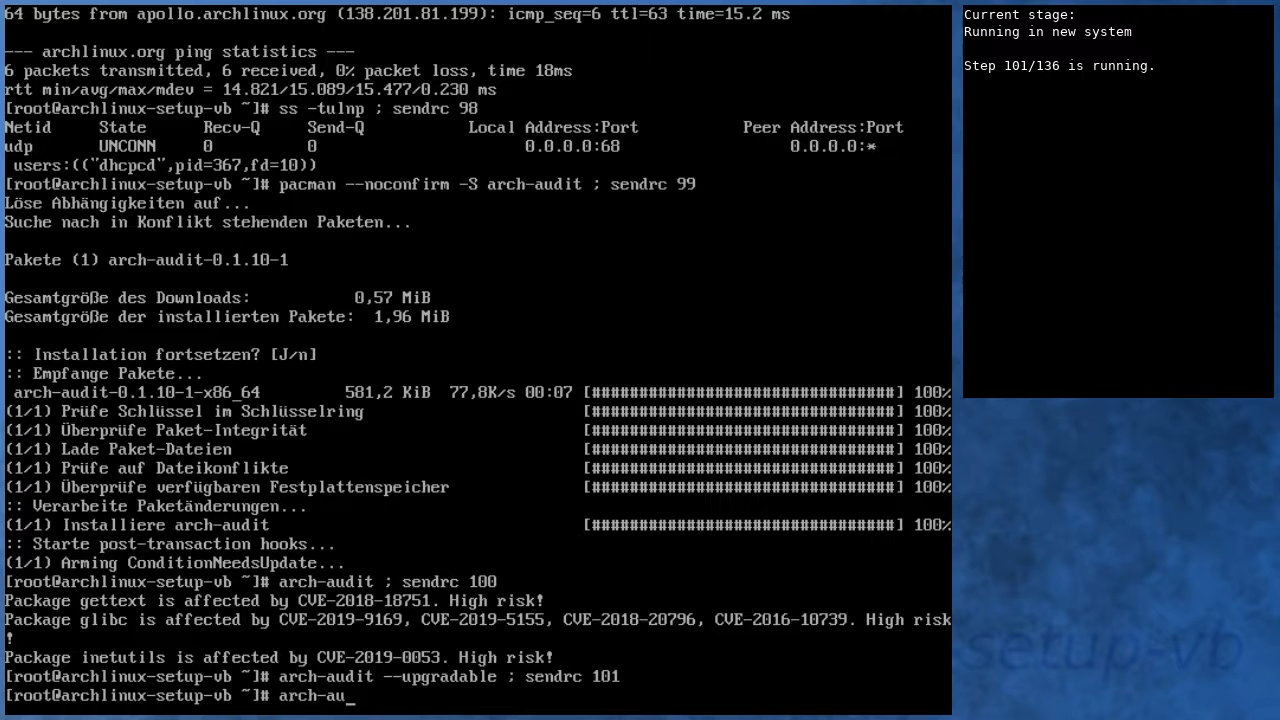 64 bytes from apollo.archlinux.org (138.201.81.199): icmp_seq=6 ttl=63 time=15.2 ms
--- archlinux.org ping statistics ---
6 packets transmitted, 6 received, 0% packet loss, time 18ms
rtt min/avg/max/mdev = 14.821/15.089/15.477/0.230 ms
[root@archlinux-setup-vb ~]# ss -tulnp ; sendrc 98
Netid     State      Recv-Q     Send-Q                Local Address:Port           Peer Address:Port
udp       UNCONN     0          0                           0.0.0.0:68                  0.0.0.0:*
 users:(("dhcpcd",pid=367,fd=10))
[root@archlinux-setup-vb ~]# pacman --noconfirm -S arch-audit ; sendrc 99
Löse Abhängigkeiten auf...
Suche nach in Konflikt stehenden Paketen...
Pakete (1) arch-audit-0.1.10-1
Gesamtgröße des Downloads:           0,57 MiB
Gesamtgröße der installierten Pakete:  1,96 MiB
:: Installation fortsetzen? [J/n]
:: Empfange Pakete...
 arch-audit-0.1.10-1-x86_64         581,2 KiB  77,8K/s 00:07 [################################] 100%
(1/1) Prüfe Schlüssel im Schlüsselring                       [################################] 100%
(1/1) Überprüfe Paket-Integrität                             [################################] 100%
(1/1) Lade Paket-Dateien                                     [################################] 100%
(1/1) Prüfe auf Dateikonflikte                               [################################] 100%
(1/1) Überprüfe verfügbaren Festplattenspeicher              [################################] 100%
:: Verarbeite Paketänderungen...
(1/1) Installiere arch-audit                                 [################################] 100%
:: Starte post-transaction hooks...
(1/1) Arming ConditionNeedsUpdate...
[root@archlinux-setup-vb ~]# arch-audit ; sendrc 100
Package gettext is affected by CVE-2018-18751. High risk!
Package glibc is affected by CVE-2019-9169, CVE-2019-5155, CVE-2018-20796, CVE-2016-10739. High risk
!
Package inetutils is affected by CVE-2019-0053. High risk!
[root@archlinux-setup-vb ~]# arch-audit --upgradable ; sendrc 101
[root@archlinux-setup-vb ~]# arch-au_
Current stage:
Running in new system
Step 101/136 is running.
setup-vb